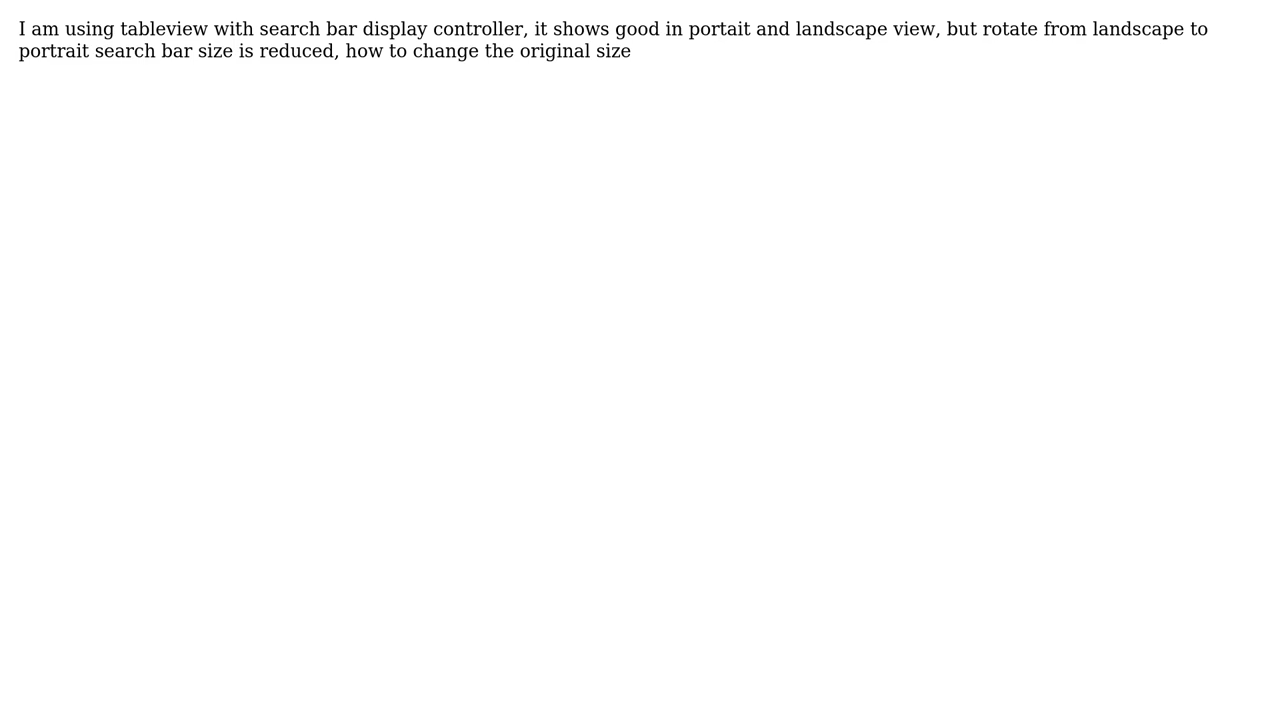 I am using tableview with search bar display controller, it shows good in portait and landscape view, but rotate from landscape to
portrait search bar size is reduced, how to change the original size